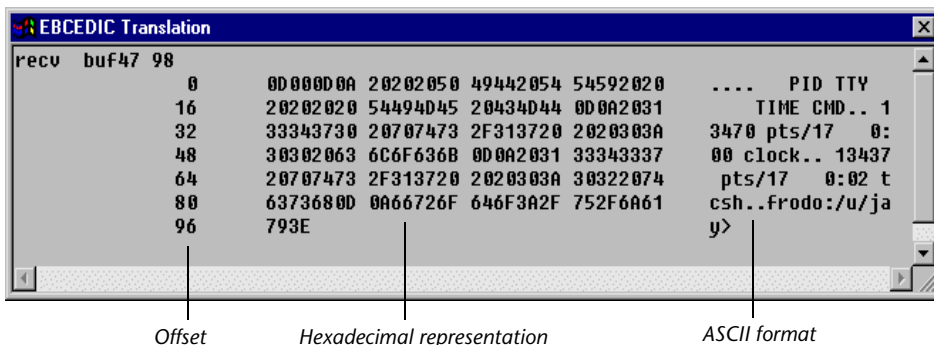 EBCEDIC Translation
recv buf47 98
0 0D000D0A 20202050 49442054 54592020 .... PID TTY
16 20202020 54494D45 20434D44 0D0A2031 TIME CMD.. 1
32 33343730 20707473 2F313720 2020303A 3470 pts/17 0:
48 30302063 6C6F636B 0D0A2031 33343337 00 clock.. 13437
64 20707473 2F313720 2020303A 30322074 pts/17 0:02 t
80 6373680D 0A66726F 646F3A2F 752F6A61 csh..frodo:/u/ja
96 793E y>
Offset Hexadecimal representation ASCII format